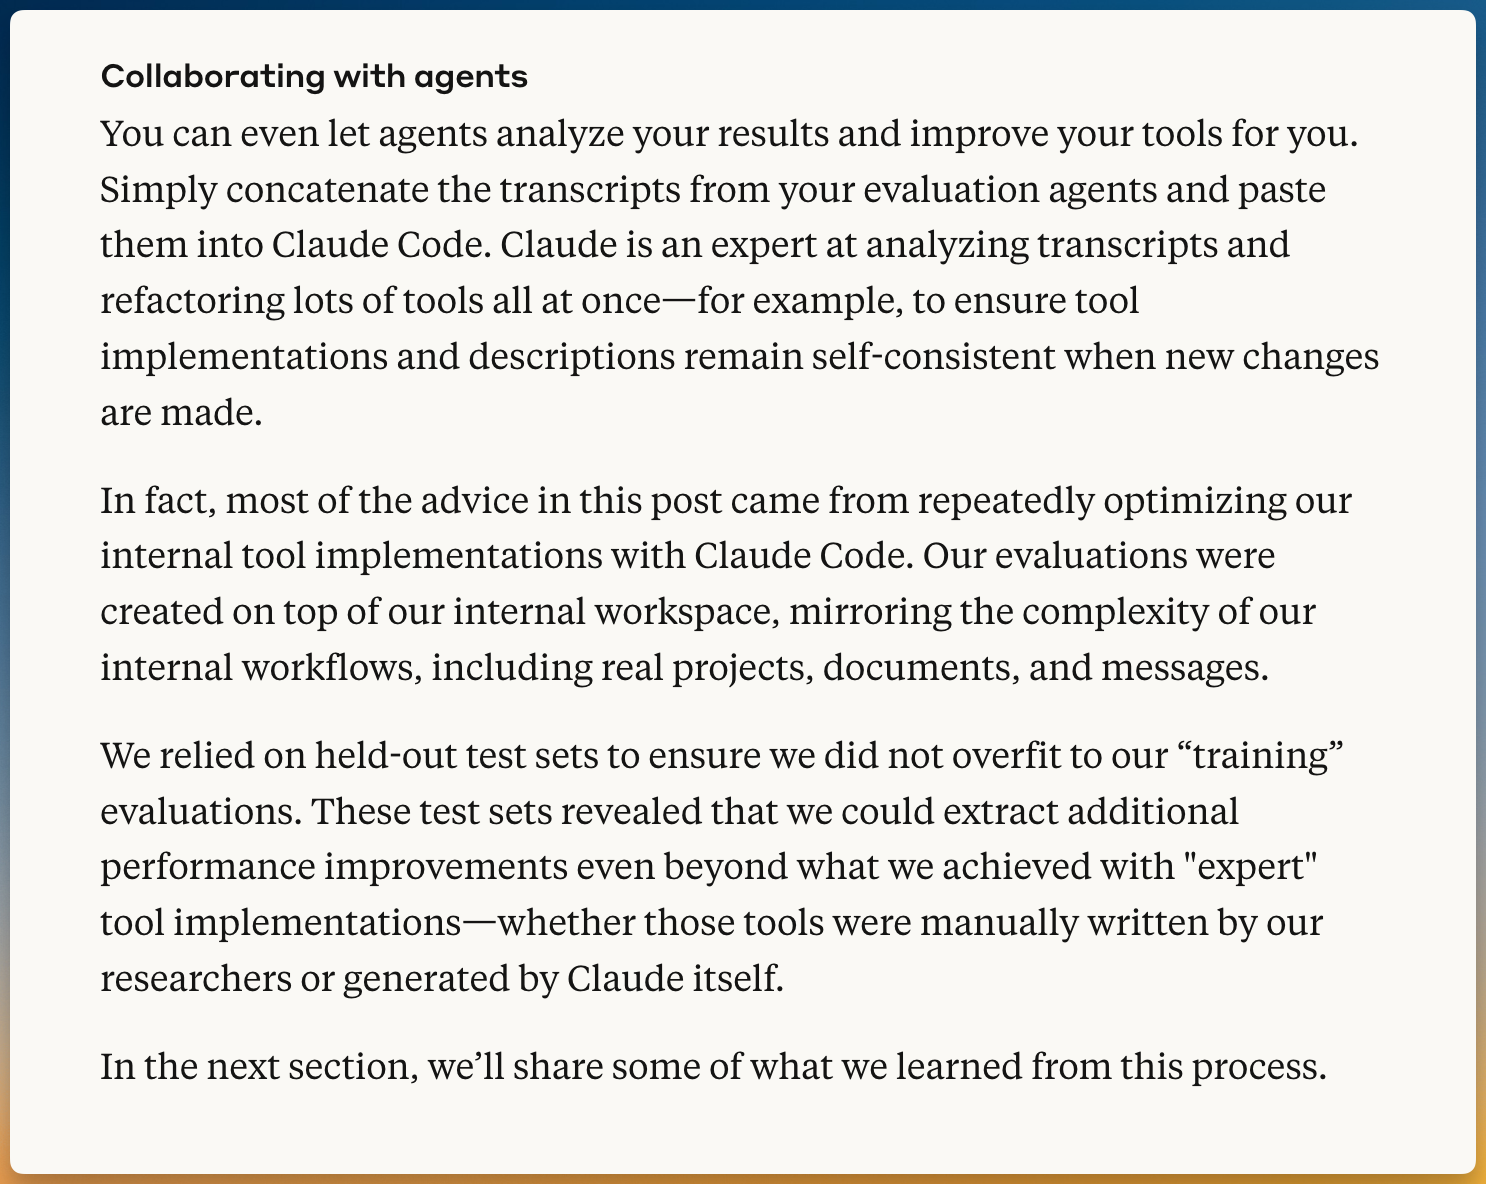 Collaborating with agents
You can even let agents analyze your results and improve your tools for you.
Simply concatenate the transcripts from your evaluation agents and paste
them into Claude Code. Claude is an expert at analyzing transcripts and
refactoring lots of tools all at once—for example, to ensure tool
implementations and descriptions remain self-consistent when new changes
are made.
In fact, most of the advice in this post came from repeatedly optimizing our
internal tool implementations with Claude Code. Our evaluations were
created on top of our internal workspace, mirroring the complexity of our
internal workflows, including real projects, documents, and messages.
We relied on held-out test sets to ensure we did not overfit to our “training”
evaluations. These test sets revealed that we could extract additional
performance improvements even beyond what we achieved with "expert"
tool implementations—whether those tools were manually written by our
researchers or generated by Claude itself.
In the next section, we’ll share some of what we learned from this process.